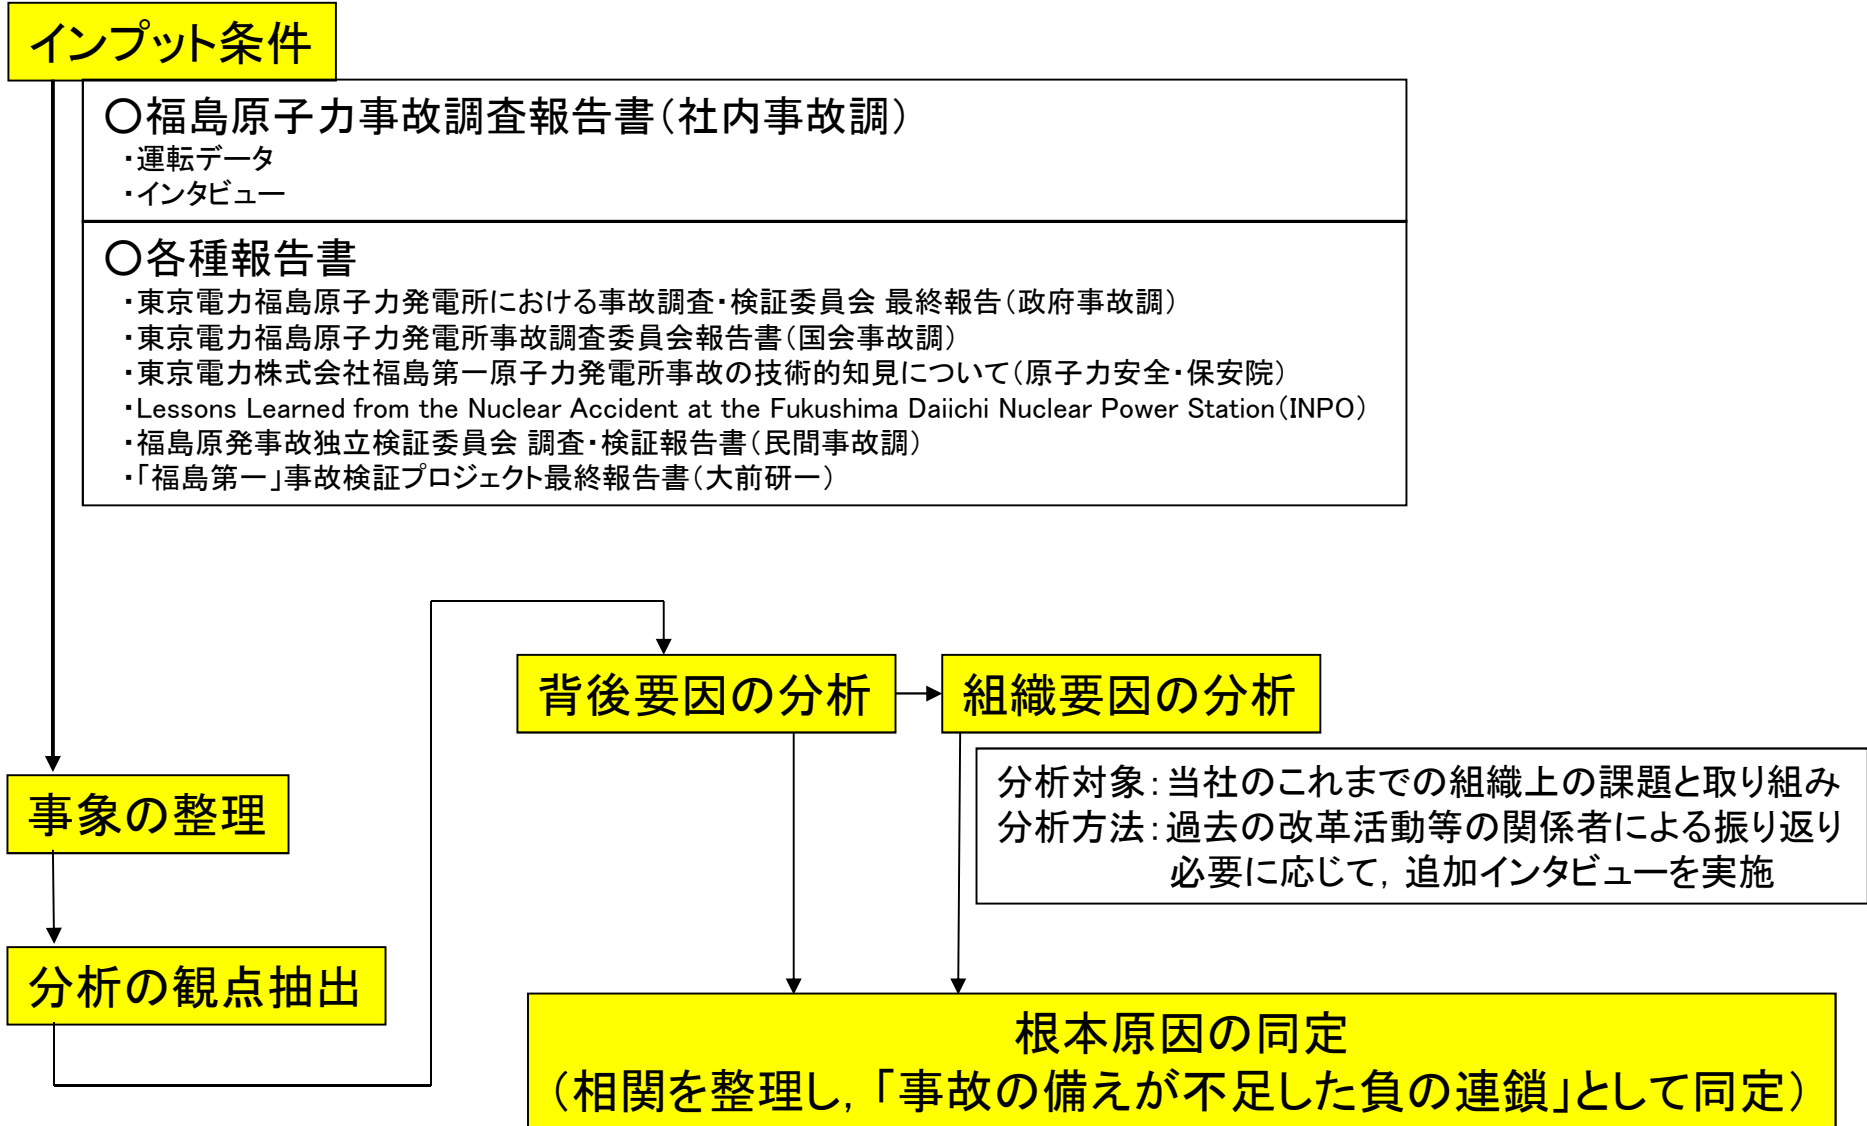 インプット条件
○福島原子力事故調査報告書(社内事故調)
・運転データ
・インタビュー
○各種報告書
・東京電力福島原子力発電所における事故調査・検証委員会 最終報告(政府事故調)
・東京電力福島原子力発電所事故調査委員会報告書(国会事故調)
・東京電力株式会社福島第一原子力発電所事故の技術的知見について(原子力安全・保安院)
・Lessons Learned from the Nuclear Accident at the Fukushima Daiichi Nuclear Power Station(INPO)
・福島原発事故独立検証委員会 調査・検証報告書(民間事故調)
・「福島第一」事故検証プロジェクト最終報告書(大前研一)
背後要因の分析
組織要因の分析
分析対象:当社のこれまでの組織上の課題と取り組み
分析方法:過去の改革活動等の関係者による振り返り
必要に応じて,追加インタビューを実施
事象の整理
分析の観点抽出
根本原因の同定
(相関を整理し,「事故の備えが不足した負の連鎖」として同定)